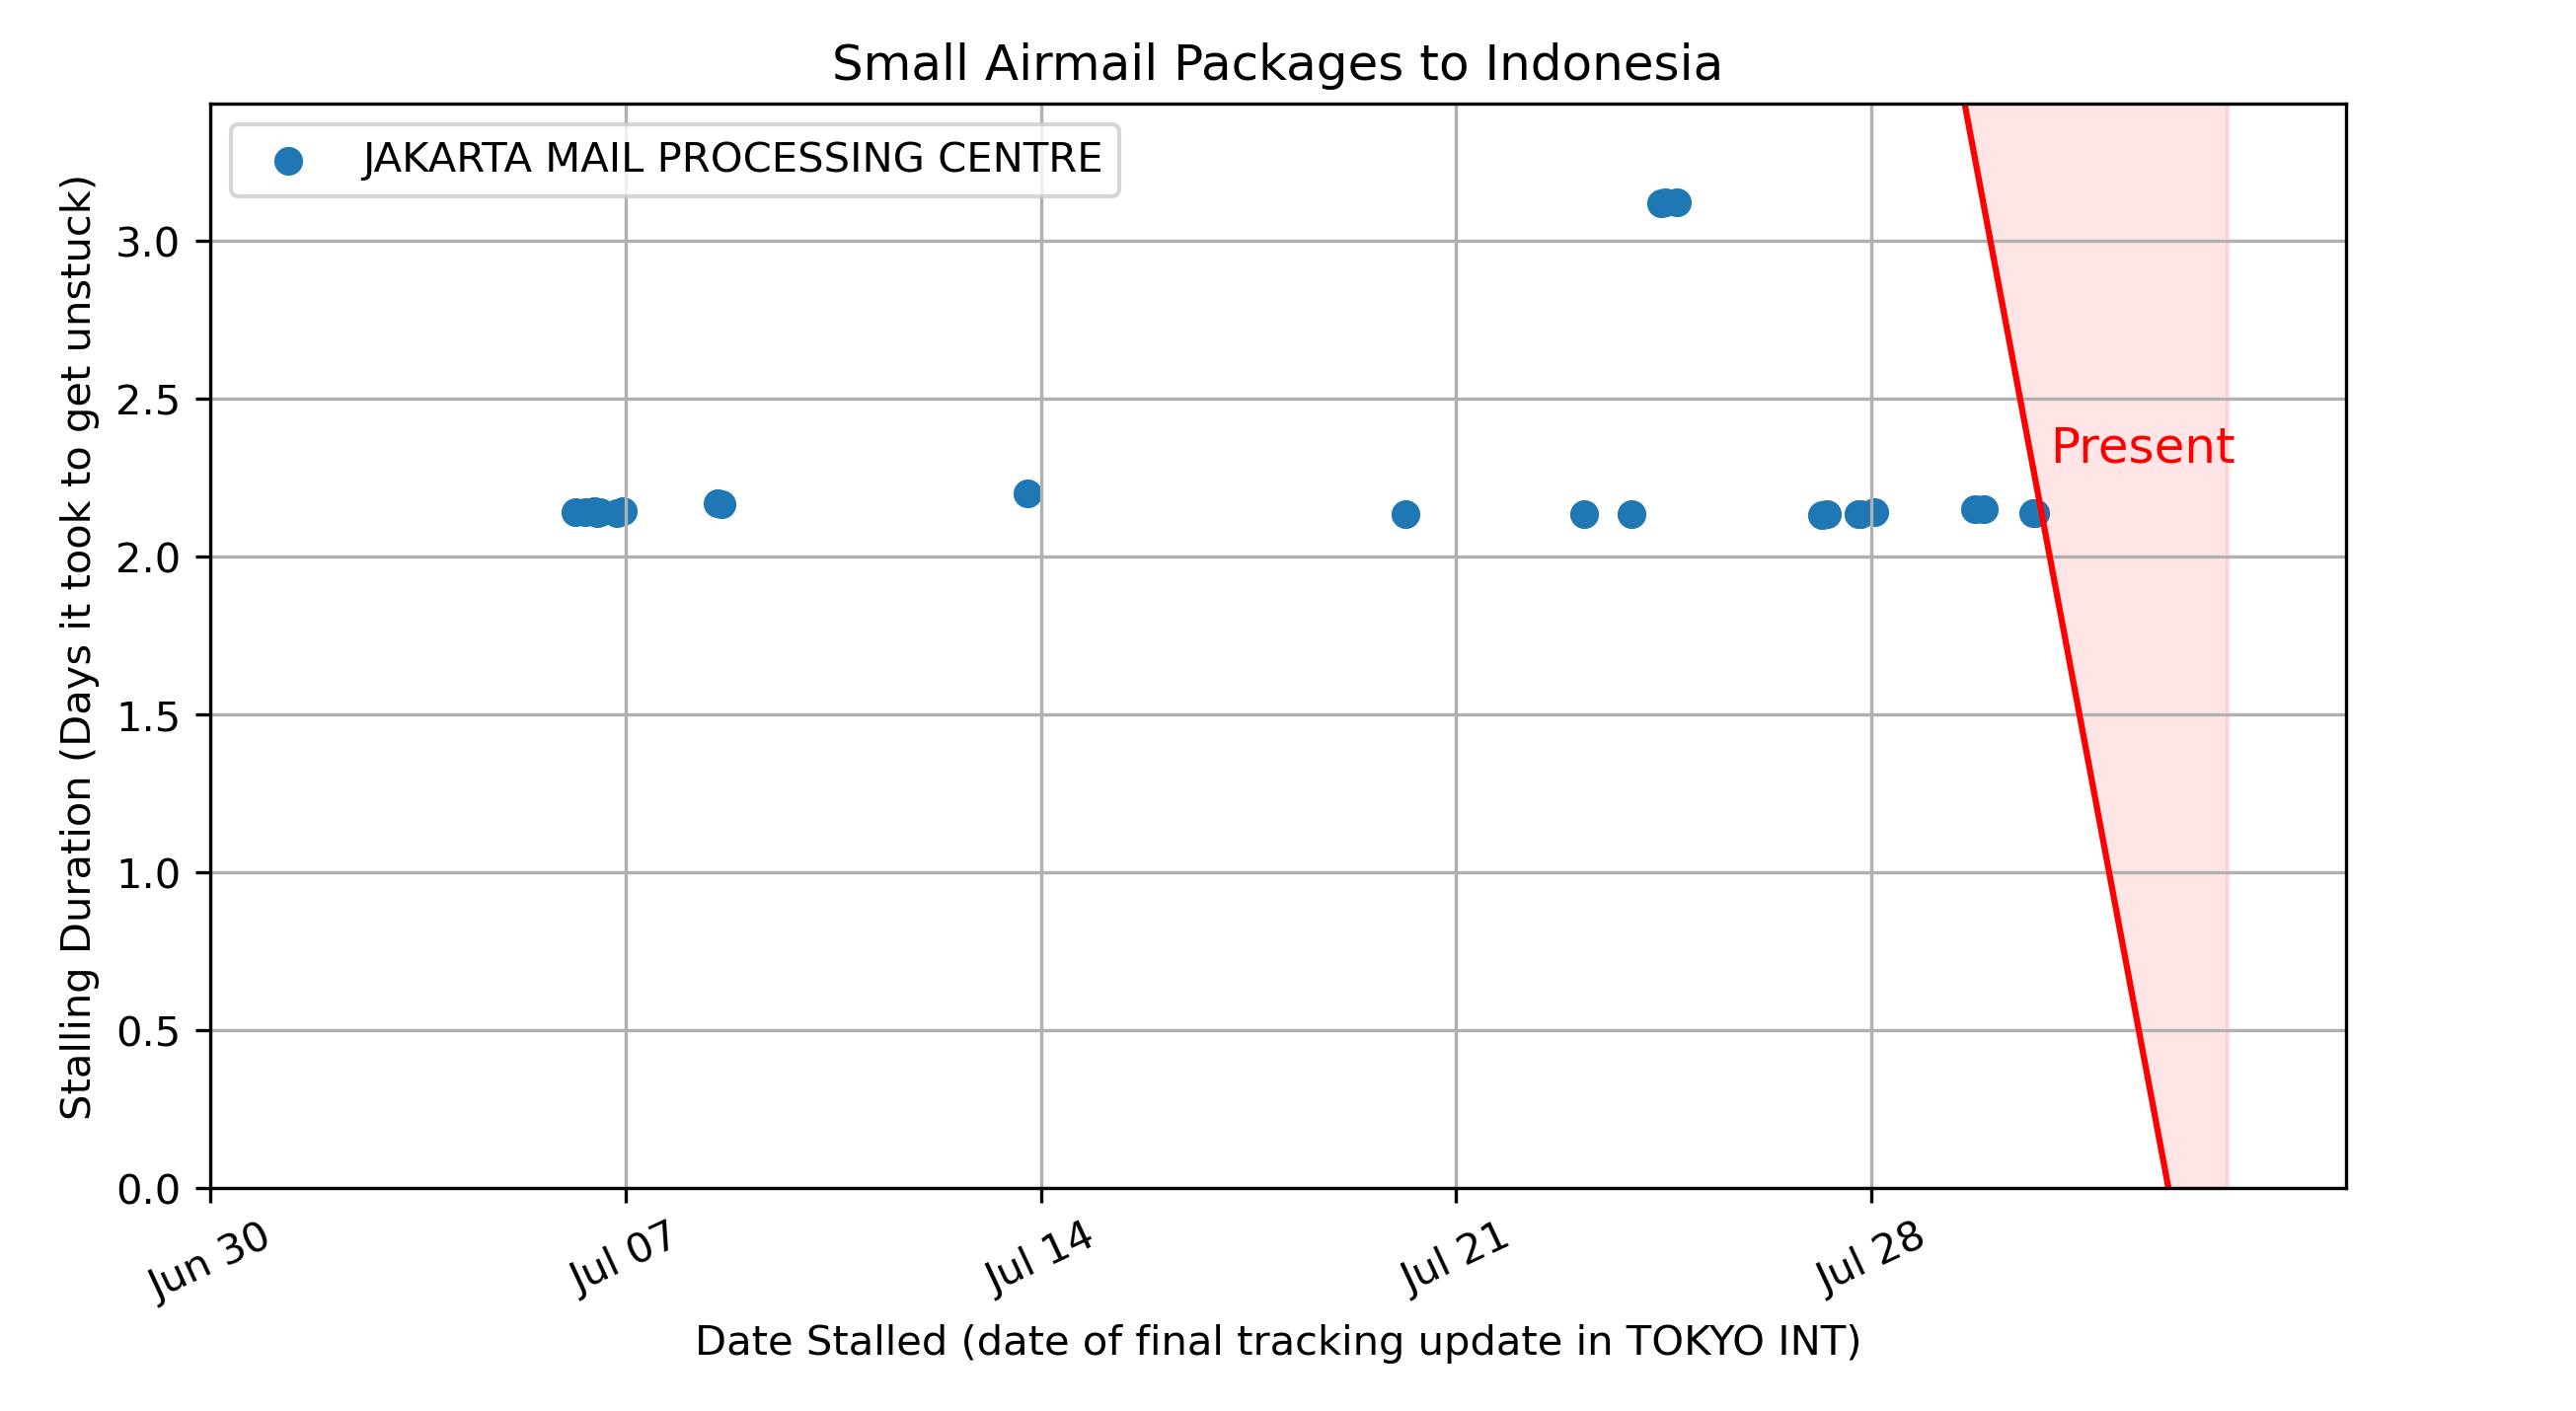 Small Airmail Packages to Indonesia
JAKARTA MAIL PROCESSING CENTRE
Stalling Duration (Days it took to get unstuck)
3.0
2.5
2.0
1.5
1.0
0.5
0.0
Present
Jun 30
Jul 07
Jul 14
Jul 21
Jul 28
Date Stalled (date of final tracking update in TOKYO INT)